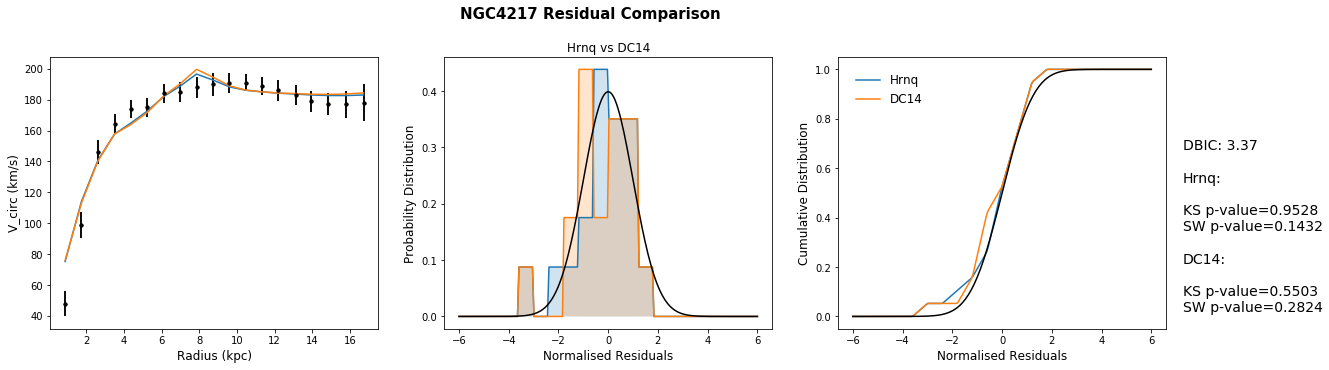 NGC4217 Residual Comparison
V_circ (km/s)
200
180
160
140
120
100
80
60
40
2 4 6 8 10 12 14 16
Radius (kpc)
Hrnq vs DC14
Probability Distribution
0.4
0.3
0.2
0.1
0.0
−6 −4 −2 0 2 4 6
Normalised Residuals
Cumulative Distribution
1.0
0.8
0.6
0.4
0.2
0.0
Hrnq
DC14
−6 −4 −2 0 2 4 6
Normalised Residuals
DBIC: 3.37
Hrnq:
KS p-value=0.9528
SW p-value=0.1432
DC14:
KS p-value=0.5503
SW p-value=0.2824